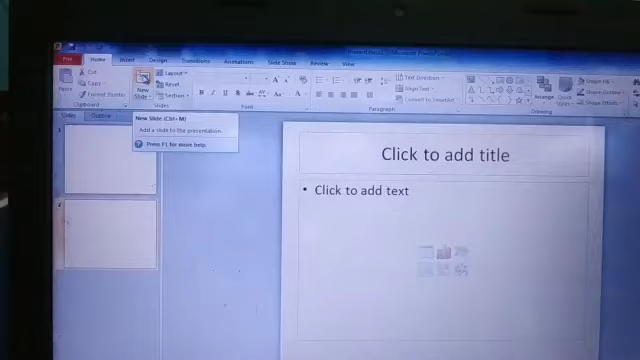 [Presentation1] - Microsoft PowerPoint
File Home Insert Design Transitions Animations Slide Show Review View
Cut
Copy
Format Painter
Paste
Clipboard
New
Slide
Layout
Reset
Section
Slides
B I U S
Font
Paragraph
Text Direction
Align Text
Convert to SmartArt
Arrange
Quick
Styles
Drawing
Shape Fill
Shape Outline
Shape Effects
Slides Outline
New Slide (Ctrl+M)
Add a slide to the presentation.
Press F1 for more help.
1
2
Click to add title
• Click to add text